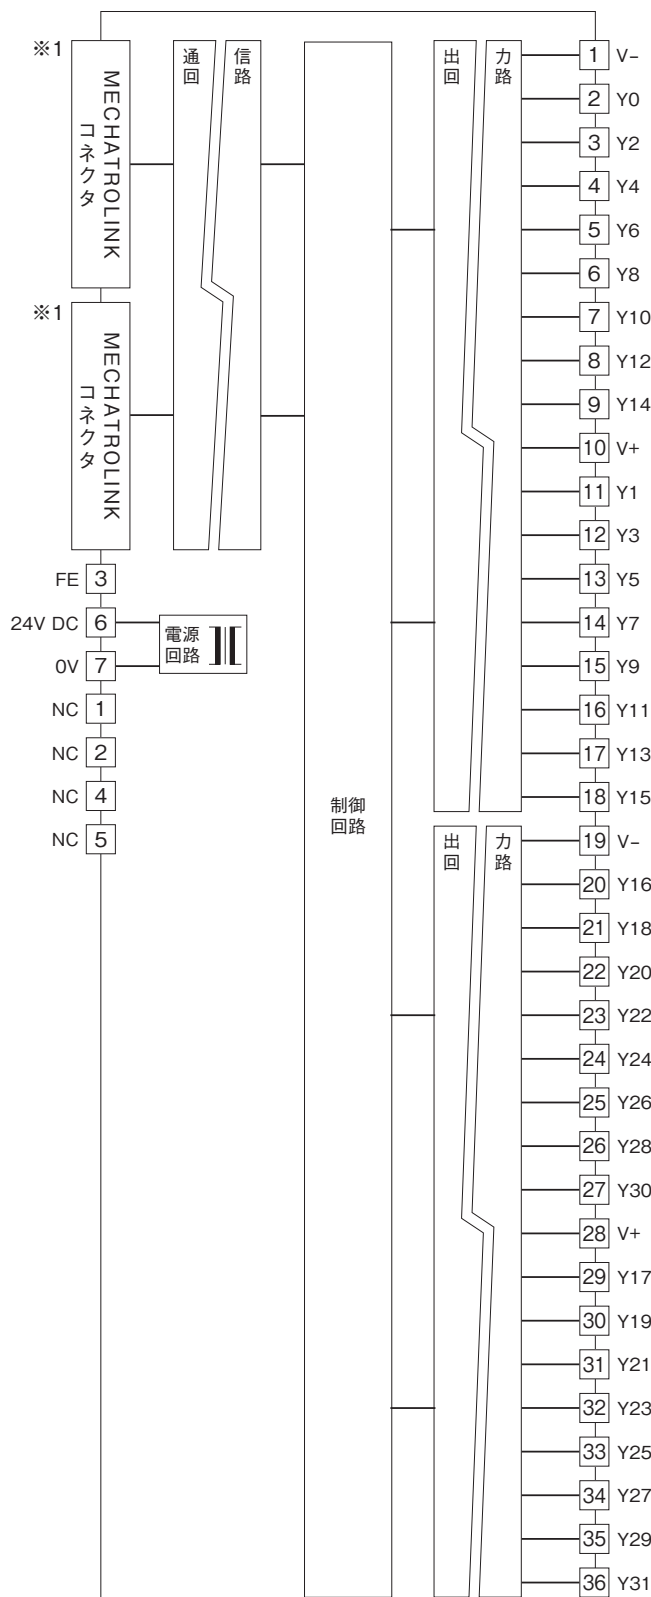 ※1
MECHATROLINK
コネクタ
※1
MECHATROLINK
コネクタ
FE 3
24V DC 6
0V 7
NC 1
NC 2
NC 4
NC 5
電源
回路
通信
回路
制御
回路
出力
回路
出力
回路
1 V-
2 Y0
3 Y2
4 Y4
5 Y6
6 Y8
7 Y10
8 Y12
9 Y14
10 V+
11 Y1
12 Y3
13 Y5
14 Y7
15 Y9
16 Y11
17 Y13
18 Y15
19 V-
20 Y16
21 Y18
22 Y20
23 Y22
24 Y24
25 Y26
26 Y28
27 Y30
28 V+
29 Y17
30 Y19
31 Y21
32 Y23
33 Y25
34 Y27
35 Y29
36 Y31